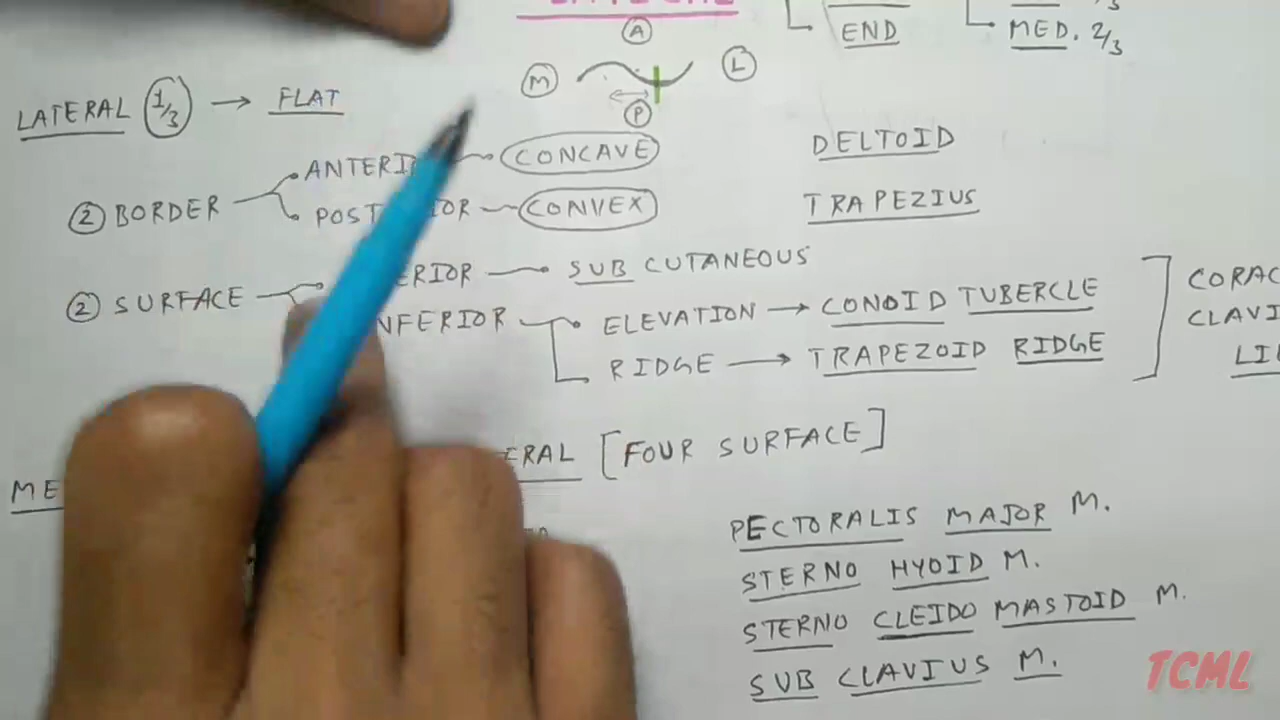 END
MED. 2/3
A
M L
LATERAL 1/3 → FLAT
P
CONCAVE DELTOID
② BORDER CONVEX TRAPEZIUS
② SURFACE SUB CUTANEOUS
ELEVATION → CONOID TUBERCLE
RIDGE → TRAPEZOID RIDGE
[FOUR SURFACE]
PECTORALIS MAJOR M.
STERNO HYOID M.
STERNO CLEIDO MASTOID M.
SUB CLAVIUS M.
TCML